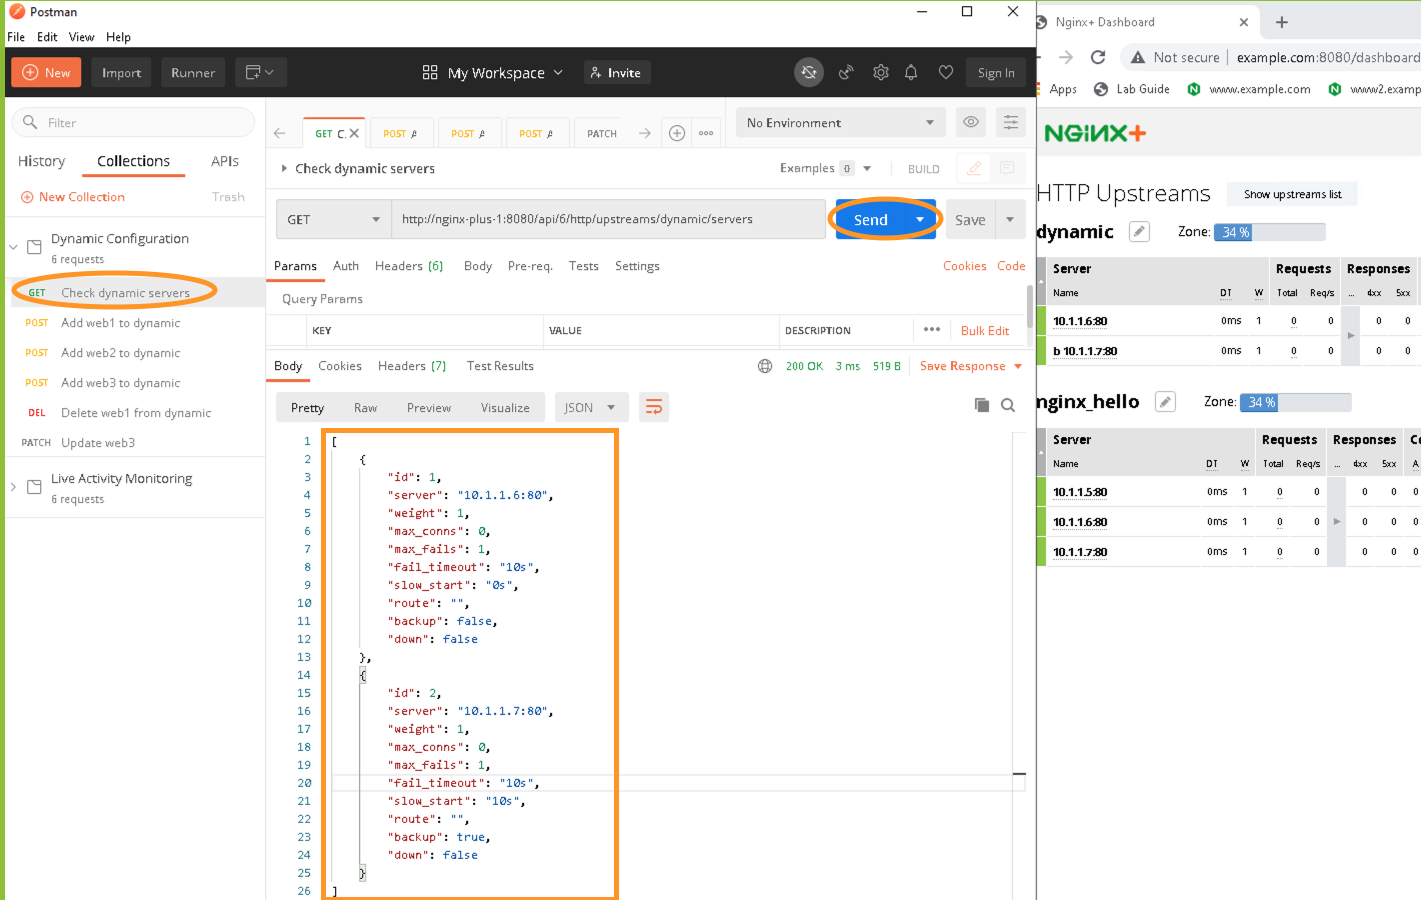 Postman
File Edit View Help
New Import Runner My Workspace Invite Sign In
Filter
History Collections APIs
New Collection Trash
Dynamic Configuration
6 requests
GET Check dynamic servers
POST Add web1 to dynamic
POST Add web2 to dynamic
POST Add web3 to dynamic
DEL Delete web1 from dynamic
PATCH Update web3
Live Activity Monitoring
6 requests
GET C. POST POST POST PATCH
No Environment
Check dynamic servers Examples 0 BUILD
GET http://nginx-plus-1:8080/api/6/http/upstreams/dynamic/servers Send Save
Params Auth Headers (6) Body Pre-req. Tests Settings Cookies Code
Query Params
KEY VALUE DESCRIPTION ••• Bulk Edit
Body Cookies Headers (7) Test Results 200 OK 3 ms 519 B Save Response
Pretty Raw Preview Visualize JSON
1 [
2 {
3 "id": 1,
4 "server": "10.1.1.6:80",
5 "weight": 1,
6 "max_conns": 0,
7 "max_fails": 1,
8 "fail_timeout": "10s",
9 "slow_start": "0s",
10 "route": "",
11 "backup": false,
12 "down": false
13 },
14 {
15 "id": 2,
16 "server": "10.1.1.7:80",
17 "weight": 1,
18 "max_conns": 0,
19 "max_fails": 1,
20 "fail_timeout": "10s",
21 "slow_start": "10s",
22 "route": "",
23 "backup": true,
24 "down": false
25 }
26 ]
Nginx+ Dashboard
Not secure example.com:8080/dashboard
Apps Lab Guide www.example.com www2.examp
NGINX+
HTTP Upstreams Show upstreams list
dynamic Zone: 34 %
Server Requests Responses
Name DT W Total Req/s ... 4xx 5xx
10.1.1.6:80 0ms 1 0 0 0 0
b 10.1.1.7:80 0ms 1 0 0 0 0
nginx_hello Zone: 34 %
Server Requests Responses Co
Name DT W Total Req/s ... 4xx 5xx A
10.1.1.5:80 0ms 1 0 0 0 0 0
10.1.1.6:80 0ms 1 0 0 0 0 0
10.1.1.7:80 0ms 1 0 0 0 0 0